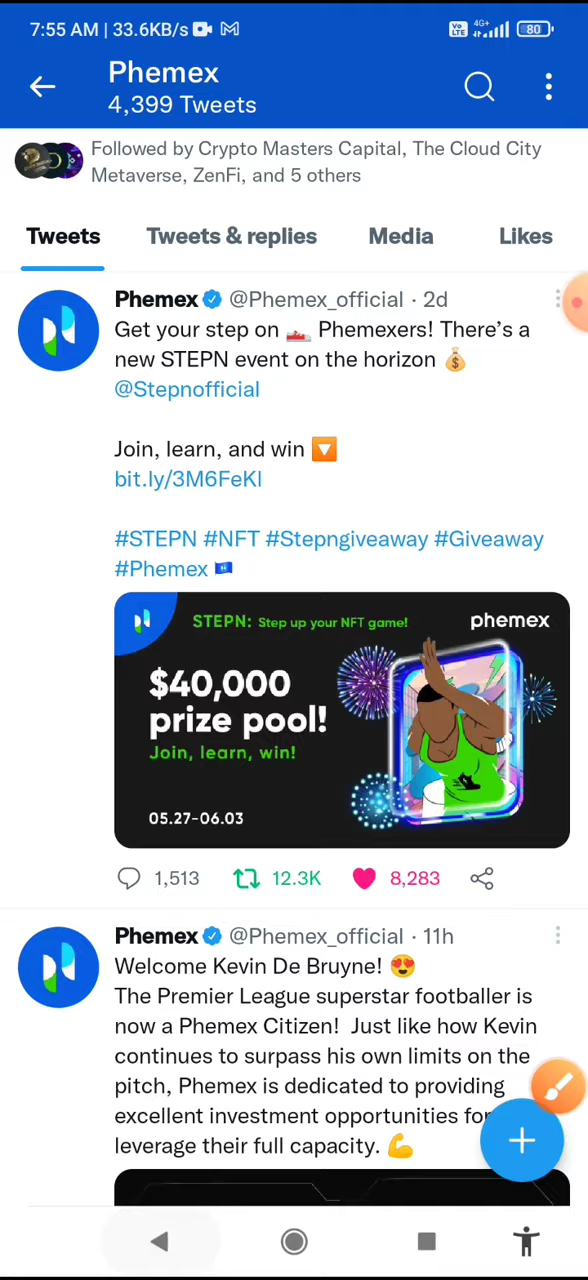 7:55 AM | 33.6KB/s
Vo LTE 4G+ 80
Phemex
4,399 Tweets
Followed by Crypto Masters Capital, The Cloud City
Metaverse, ZenFi, and 5 others
Tweets Tweets & replies Media Likes
Phemex @Phemex_official · 2d
Get your step on 👟 Phemexers! There's a
new STEPN event on the horizon 💰
@Stepnofficial
Join, learn, and win 🔽
bit.ly/3M6FeKl
#STEPN #NFT #Stepngiveaway #Giveaway
#Phemex
STEPN: Step up your NFT game!
phemex
$40,000
prize pool!
Join, learn, win!
05.27-06.03
1,513 12.3K 8,283
Phemex @Phemex_official · 11h
Welcome Kevin De Bruyne! 😍
The Premier League superstar footballer is
now a Phemex Citizen! Just like how Kevin
continues to surpass his own limits on the
pitch, Phemex is dedicated to providing
excellent investment opportunities for
leverage their full capacity. 💪